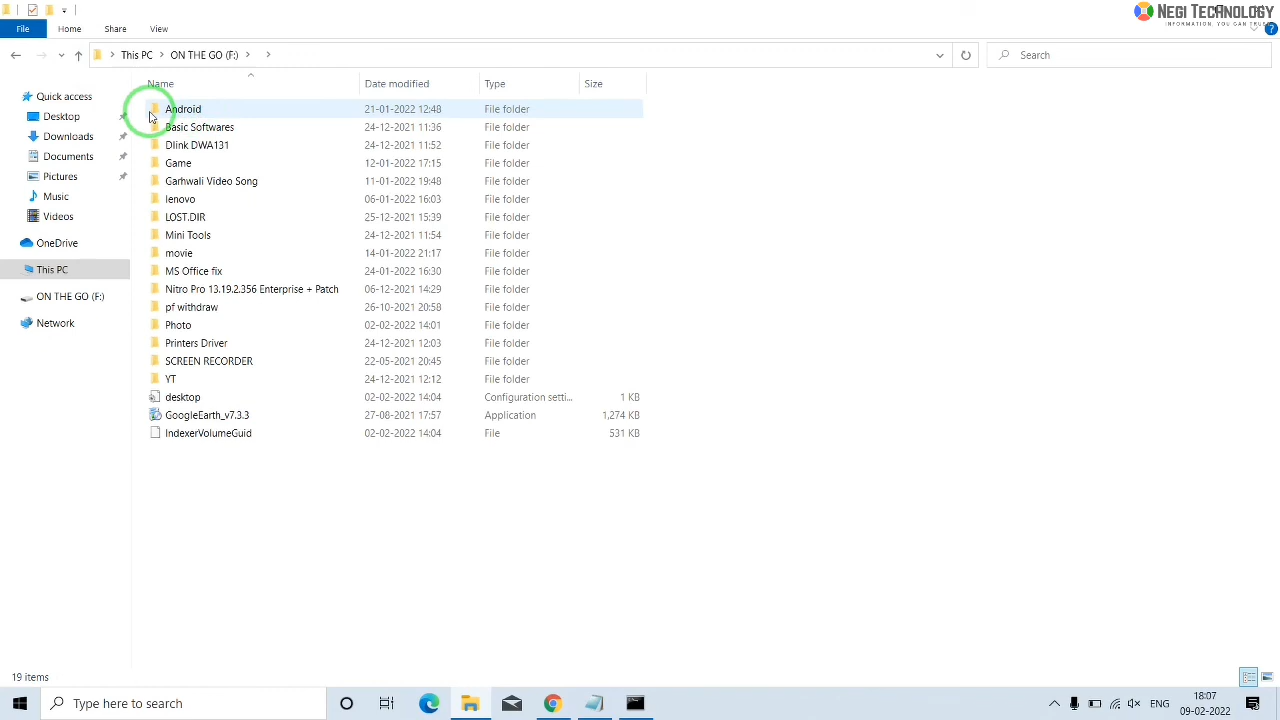 NEGI TECHNOLOGY
INFORMATION, YOU CAN TRUST
File Home Share View
This PC ON THE GO (F:) Search
Name Date modified Type Size
Quick access
Desktop
Downloads
Documents
Pictures
Music
Videos
OneDrive
This PC
ON THE GO (F:)
Network
Android 21-01-2022 12:48 File folder
Basic Softwares 24-12-2021 11:36 File folder
Dlink DWA131 24-12-2021 11:52 File folder
Game 12-01-2022 17:15 File folder
Garhwali Video Song 11-01-2022 19:48 File folder
lenovo 06-01-2022 16:03 File folder
LOST.DIR 25-12-2021 15:39 File folder
Mini Tools 24-12-2021 11:54 File folder
movie 14-01-2022 21:17 File folder
MS Office fix 24-01-2022 16:30 File folder
Nitro Pro 13.19.2.356 Enterprise + Patch 06-12-2021 14:29 File folder
pf withdraw 26-10-2021 20:58 File folder
Photo 02-02-2022 14:01 File folder
Printers Driver 24-12-2021 12:03 File folder
SCREEN RECORDER 22-05-2021 20:45 File folder
YT 24-12-2021 12:12 File folder
desktop 02-02-2022 14:04 Configuration setti... 1 KB
GoogleEarth_v7.3.3 27-08-2021 17:57 Application 1,274 KB
IndexerVolumeGuid 02-02-2022 14:04 File 531 KB
19 items
Type here to search
ENG
18:07
09-02-2022